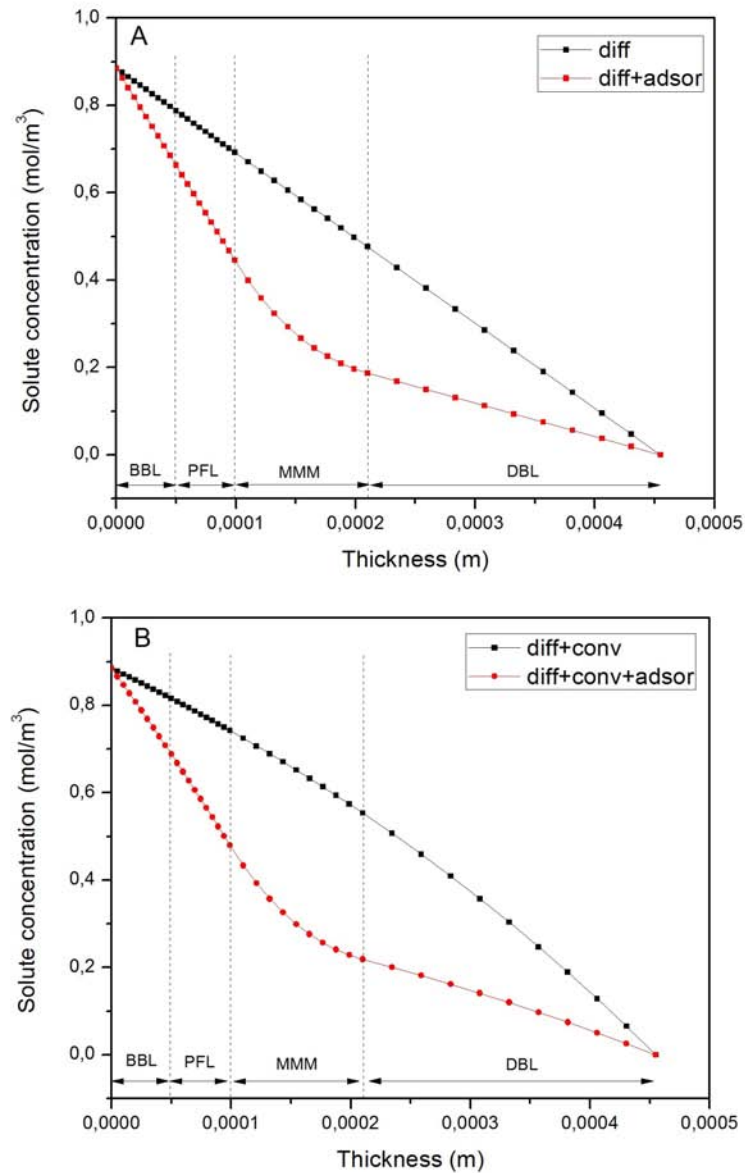 A
diff
diff+adsor
Solute concentration (mol/m³)
1,0
0,8
0,6
0,4
0,2
0,0
BBL PFL MMM DBL
0,0000 0,0001 0,0002 0,0003 0,0004 0,0005
Thickness (m)
B
diff+conv
diff+conv+adsor
Solute concentration (mol/m³)
1,0
0,8
0,6
0,4
0,2
0,0
BBL PFL MMM DBL
0,0000 0,0001 0,0002 0,0003 0,0004 0,0005
Thickness (m)